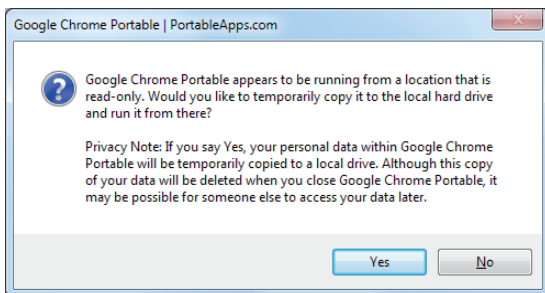 Google Chrome Portable | PortableApps.com
Google Chrome Portable appears to be running from a location that is
read-only. Would you like to temporarily copy it to the local hard drive
and run it from there?
Privacy Note: If you say Yes, your personal data within Google Chrome
Portable will be temporarily copied to a local drive. Although this copy
of your data will be deleted when you close Google Chrome Portable, it
may be possible for someone else to access your data later.
Yes
No